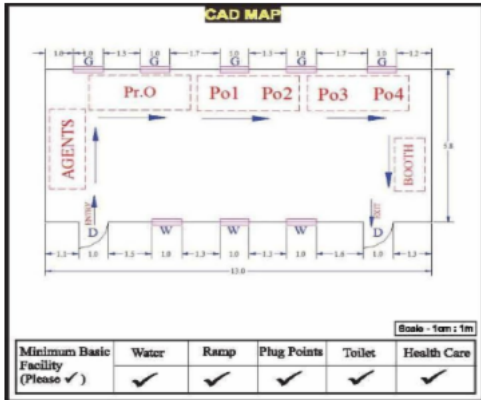 CAD MAP
1.0 1.0 1.3 1.0 1.7 1.0 1.3 1.0 1.7 1.0 1.2
G G G G G
Pr.O Po1 Po2 Po3 Po4
AGENTS
BOOTH
5.8
ENTRY
EXIT
D W W W D
1.3 1.0 1.5 1.0 1.3 1.0 1.3 1.0 1.6 1.0 1.3
13.0
Scale - 1cm : 1m
Minimum Basic Facility (Please ✓) Water Ramp Plug Points Toilet Health Care
✓ ✓ ✓ ✓ ✓